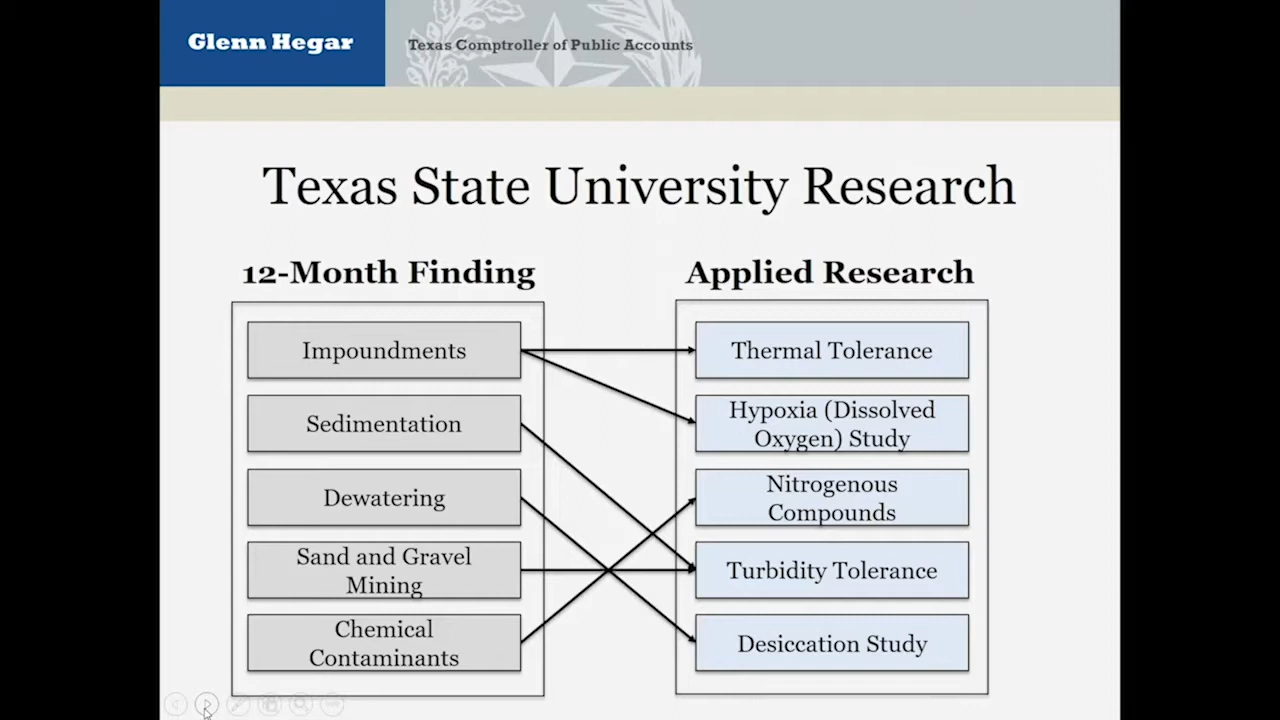 Glenn Hegar
Texas Comptroller of Public Accounts
Texas State University Research
12-Month Finding
Impoundments
Sedimentation
Dewatering
Sand and Gravel
Mining
Chemical
Contaminants
Applied Research
Thermal Tolerance
Hypoxia (Dissolved
Oxygen) Study
Nitrogenous
Compounds
Turbidity Tolerance
Desiccation Study